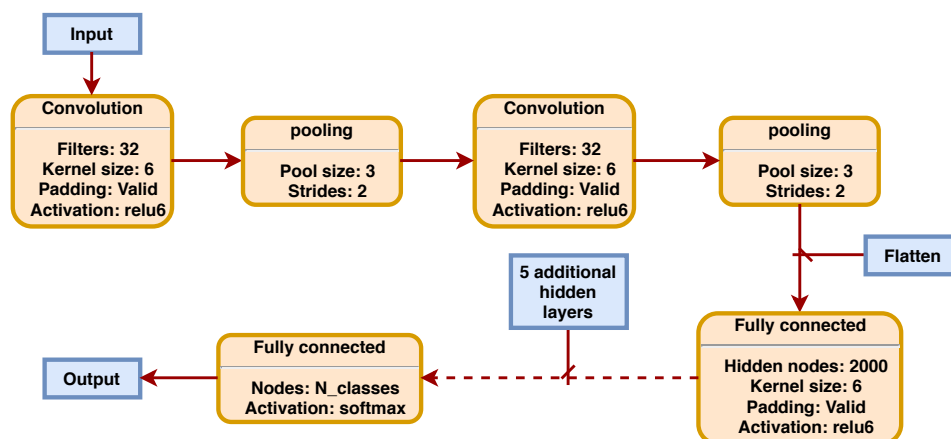 Input
Convolution
Filters: 32
Kernel size: 6
Padding: Valid
Activation: relu6
pooling
Pool size: 3
Strides: 2
Convolution
Filters: 32
Kernel size: 6
Padding: Valid
Activation: relu6
pooling
Pool size: 3
Strides: 2
Flatten
5 additional
hidden
layers
Fully connected
Hidden nodes: 2000
Kernel size: 6
Padding: Valid
Activation: relu6
Fully connected
Nodes: N_classes
Activation: softmax
Output